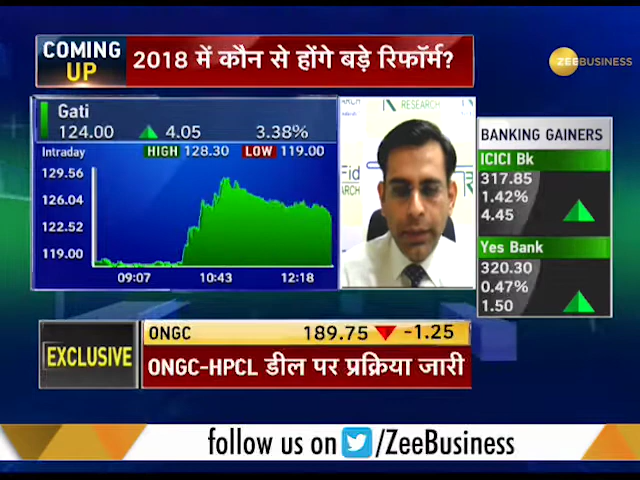 COMING UP
2018 में कौन से होंगे बड़े रिफॉर्म?
ZEEBUSINESS
Gati
124.00 4.05 3.38%
Intraday HIGH 128.30 LOW 119.00
129.56
126.04
122.52
119.00
09:07 10:43 12:18
RESEARCH
BANKING GAINERS
ICICI Bk
317.85
1.42%
4.45
Yes Bank
320.30
0.47%
1.50
EXCLUSIVE
ONGC 189.75 -1.25
ONGC-HPCL डील पर प्रक्रिया जारी
follow us on /ZeeBusiness